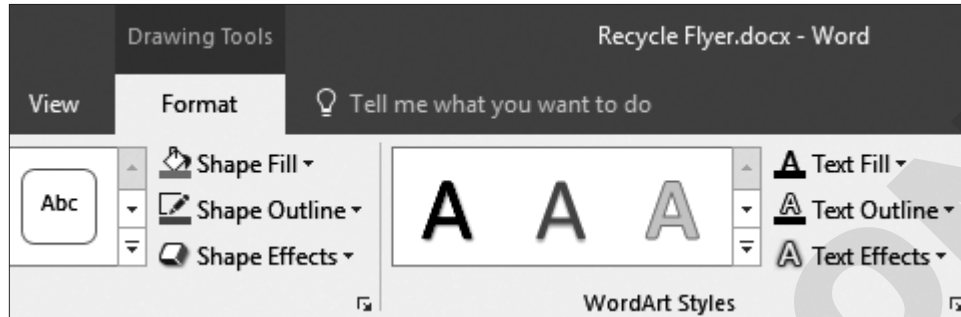 Drawing Tools
Recycle Flyer.docx - Word
View Format Tell me what you want to do
Abc
Shape Fill
Shape Outline
Shape Effects
A A A
A Text Fill
A Text Outline
A Text Effects
WordArt Styles